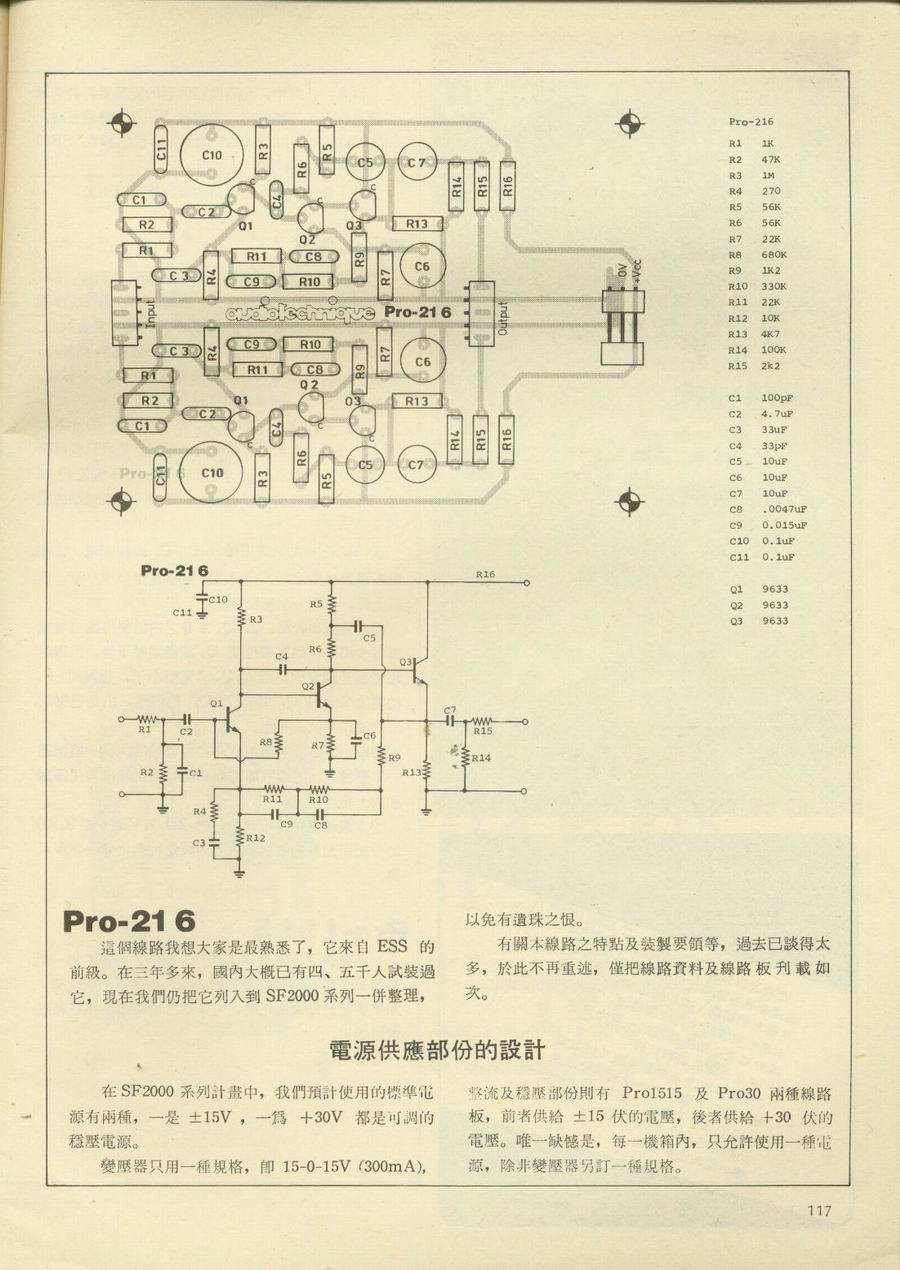 C11
C10
R3
R6
R5
C5
C7
R14
R15
R16
C1
C2
C4
C
C
C
R2
Q1
Q2
Q3
R13
R1
R11
C8
R9
C3
R4
C9
R10
R7
C6
0V
+Vcc
Input
audiotechnique Pro-216
Output
C3
R4
C9
R10
R7
C6
R1
R11
C8
R9
R2
Q1
Q2
Q3
R13
C1
C2
C4
C
C
C
R14
R15
R16
C11
C10
R3
R6
R5
C5
C7
Pro-216
R1 1K
R2 47K
R3 1M
R4 270
R5 56K
R6 56K
R7 22K
R8 680K
R9 1K2
R10 330K
R11 22K
R12 10K
R13 4K7
R14 100K
R15 2k2
C1 100pF
C2 4.7uF
C3 33uF
C4 33pF
C5 10uF
C6 10uF
C7 10uF
C8 .0047uF
C9 0.015uF
C10 0.1uF
C11 0.1uF
Q1 9633
Q2 9633
Q3 9633
Pro-216
R16
C10
C11
R3
R5
C5
R6
C4
Q3
Q2
Q1
C7
R1
C2
R15
R8
R7
C6
R9
R14
R2
C1
R13
R11
R10
R4
C9
C8
C3
R12
Pro-216
這個線路我想大家是最熟悉了，它來自 ESS 的
前級。在三年多來，國內大概已有四、五千人試裝過
它，現在我們仍把它列入到 SF2000 系列一併整理，
以免有遺珠之恨。
有關本線路之特點及裝製要領等，過去已談得太
多，於此不再重述，僅把線路資料及線路板刋載如
次。
電源供應部份的設計
在 SF2000 系列計畫中，我們預計使用的標準電
源有兩種，一是 ±15V ，一爲 +30V 都是可調的
穩壓電源。
變壓器只用一種規格，卽 15-0-15V (300mA),
整流及穩壓部份則有 Pro1515 及 Pro30 兩種線路
板，前者供給 ±15 伏的電壓，後者供給 +30 伏的
電壓。唯一缺憾是，每一機箱內，只允許使用一種電
源，除非變壓器另訂一種規格。
117